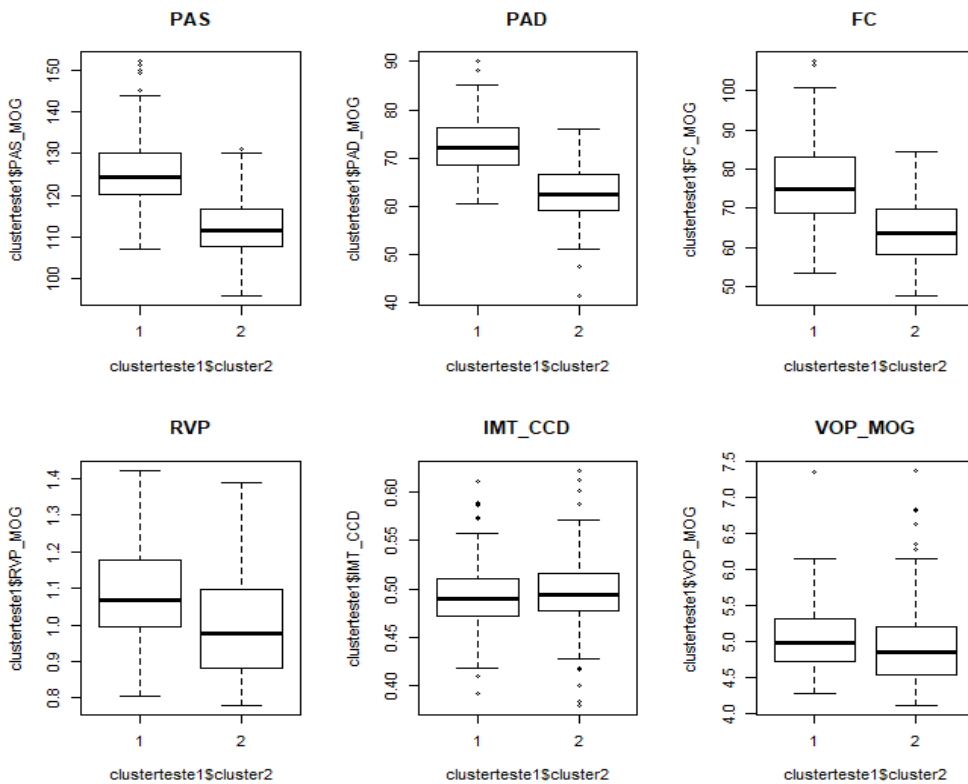 PAS
clusterteste1$PAS_MOG
150
140
130
120
110
100
1 2
clusterteste1$cluster2
PAD
clusterteste1$PAD_MOG
90
80
70
60
50
40
1 2
clusterteste1$cluster2
FC
clusterteste1$FC_MOG
100
90
80
70
60
50
1 2
clusterteste1$cluster2
RVP
clusterteste1$RVP_MOG
1.4
1.3
1.2
1.1
1.0
0.9
0.8
1 2
clusterteste1$cluster2
IMT_CCD
clusterteste1$IMT_CCD
0.60
0.55
0.50
0.45
0.40
1 2
clusterteste1$cluster2
VOP_MOG
clusterteste1$VOP_MOG
7.5
7.0
6.5
6.0
5.5
5.0
4.5
4.0
1 2
clusterteste1$cluster2